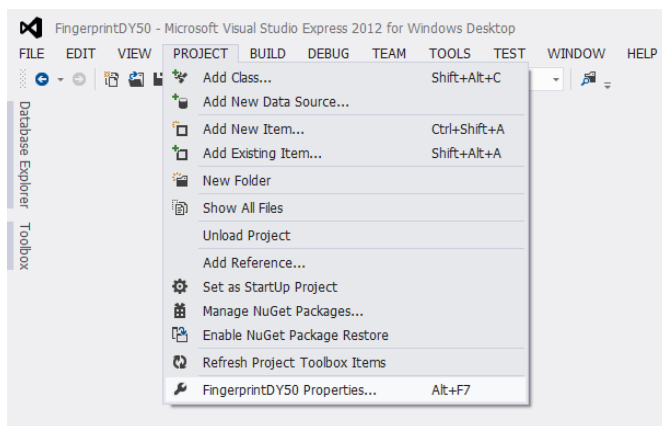 FingerprintDY50 - Microsoft Visual Studio Express 2012 for Windows Desktop
FILE EDIT VIEW PROJECT BUILD DEBUG TEAM TOOLS TEST WINDOW HELP
Database Explorer
Toolbox
Add Class... Shift+Alt+C
Add New Data Source...
Add New Item... Ctrl+Shift+A
Add Existing Item... Shift+Alt+A
New Folder
Show All Files
Unload Project
Add Reference...
Set as StartUp Project
Manage NuGet Packages...
Enable NuGet Package Restore
Refresh Project Toolbox Items
FingerprintDY50 Properties... Alt+F7